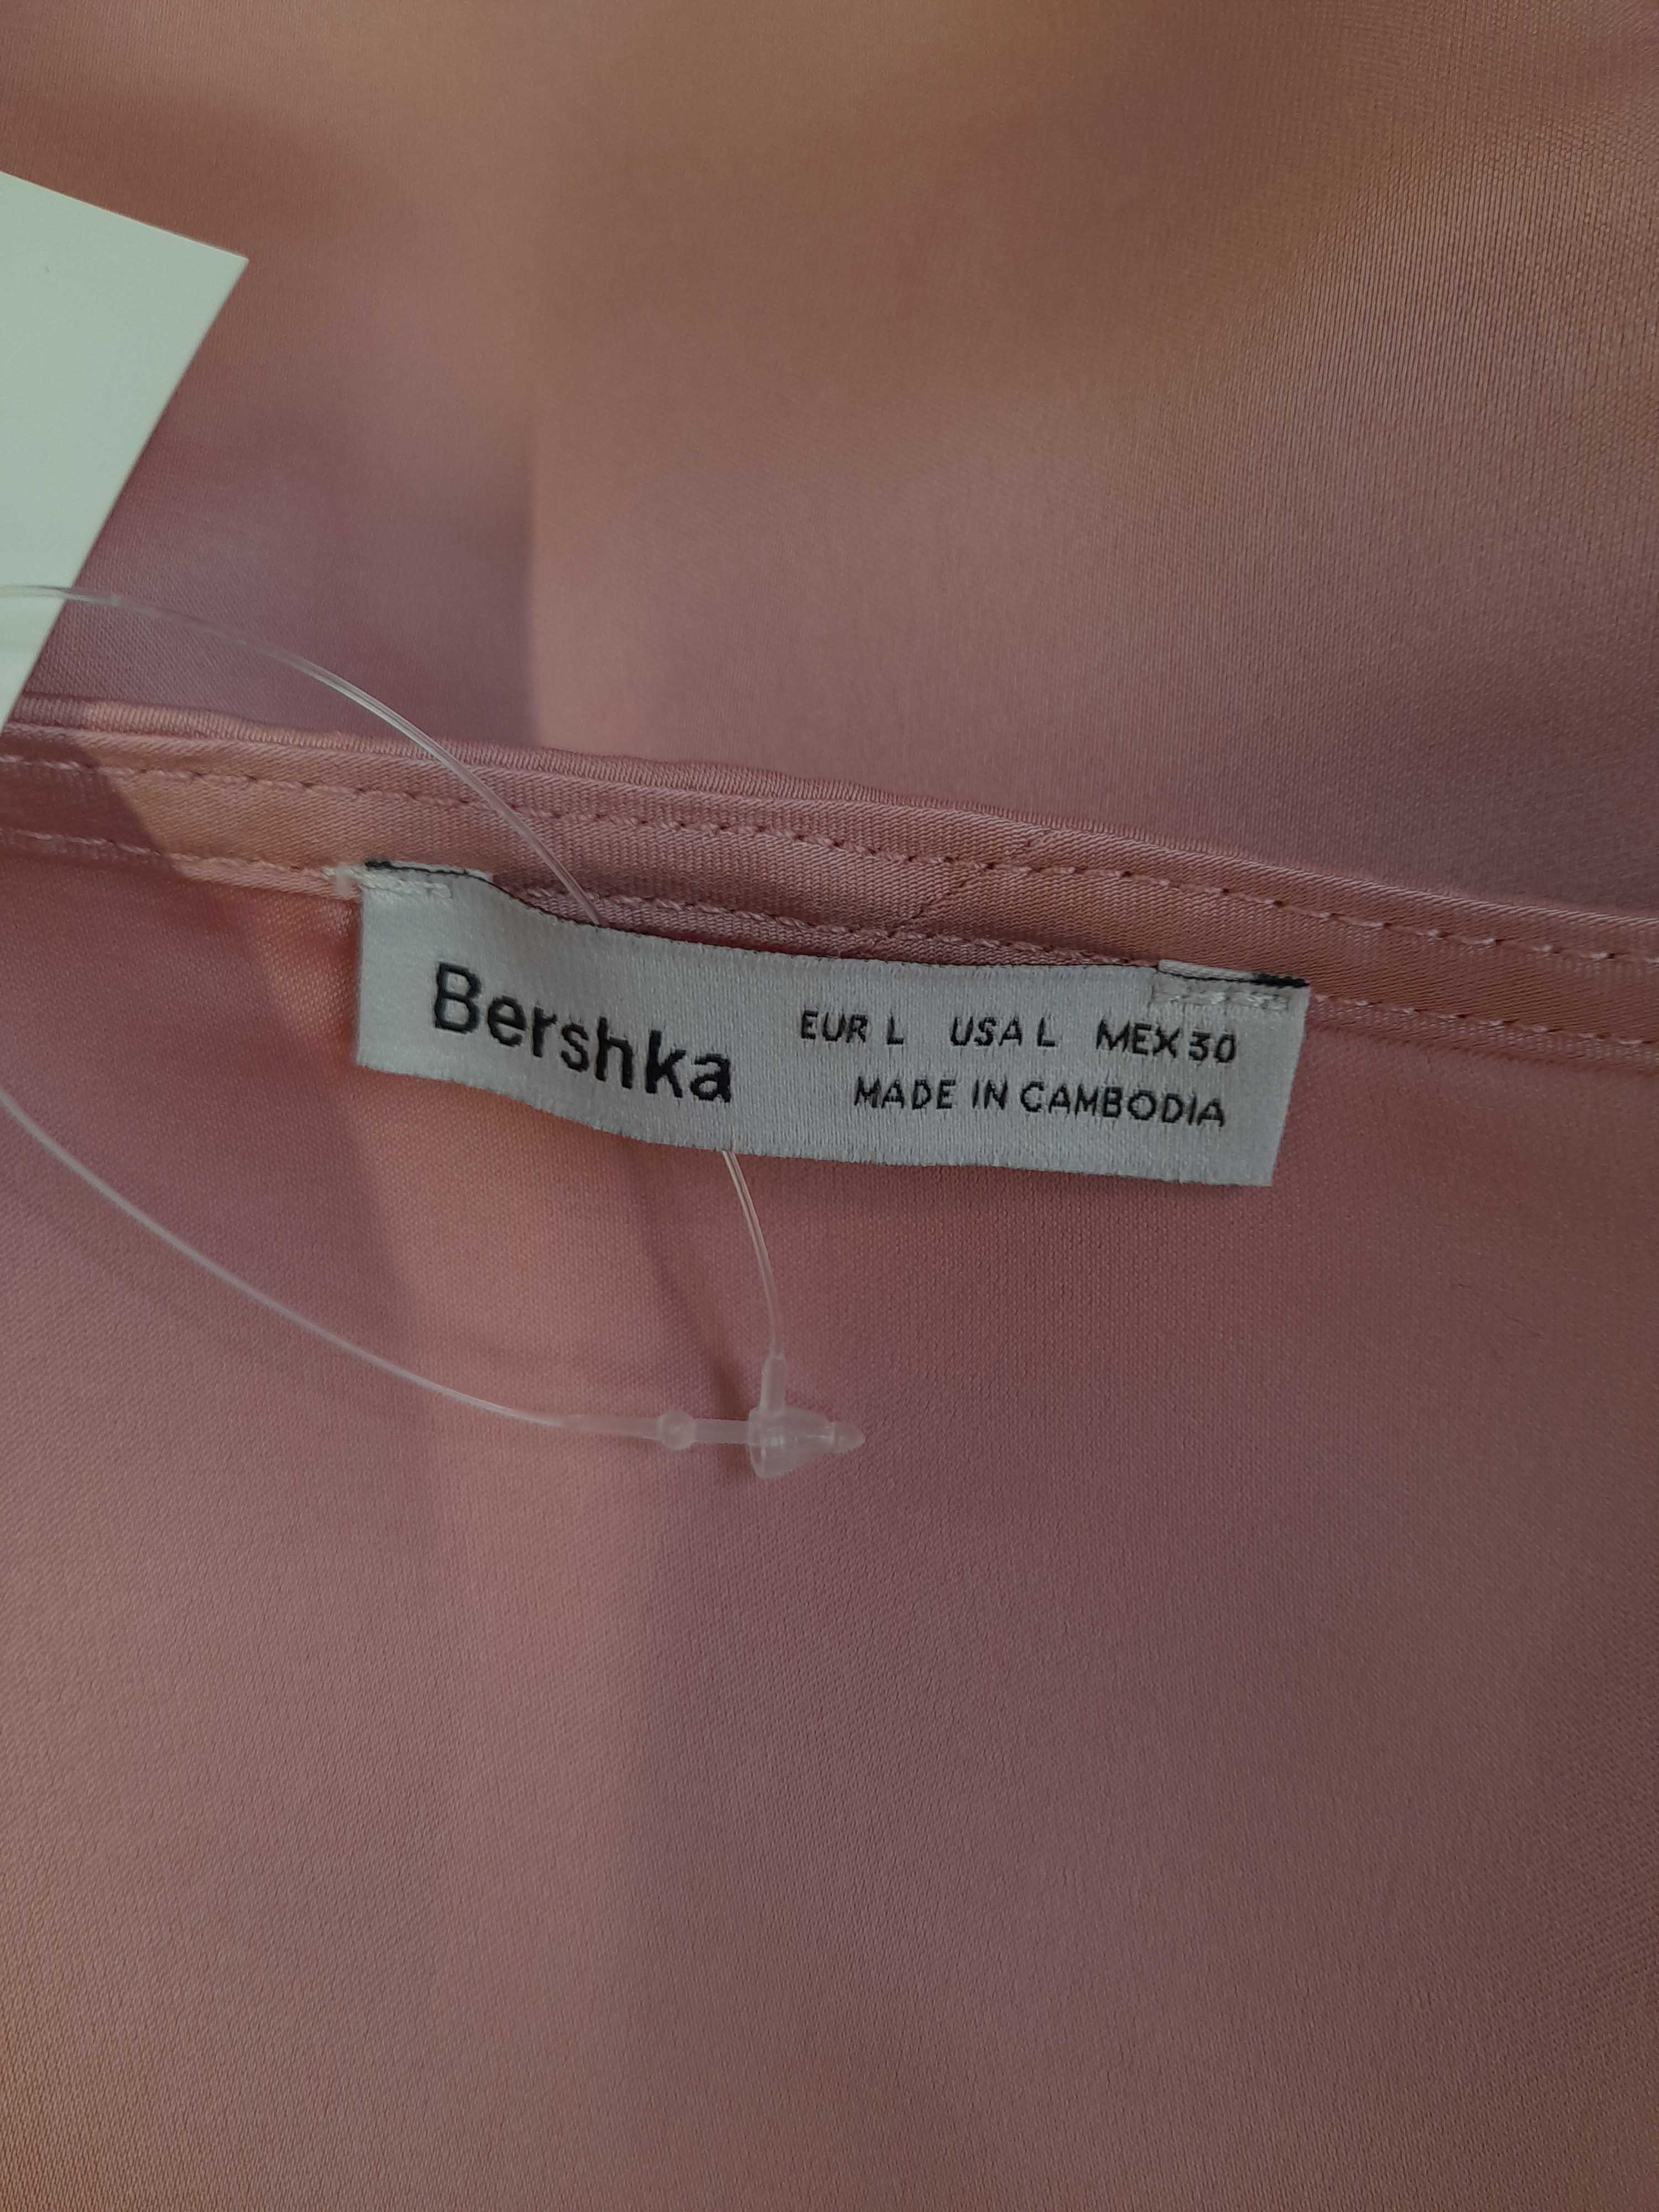 Bershka
EUR L USA L MEX 30
MADE IN CAMBODIA